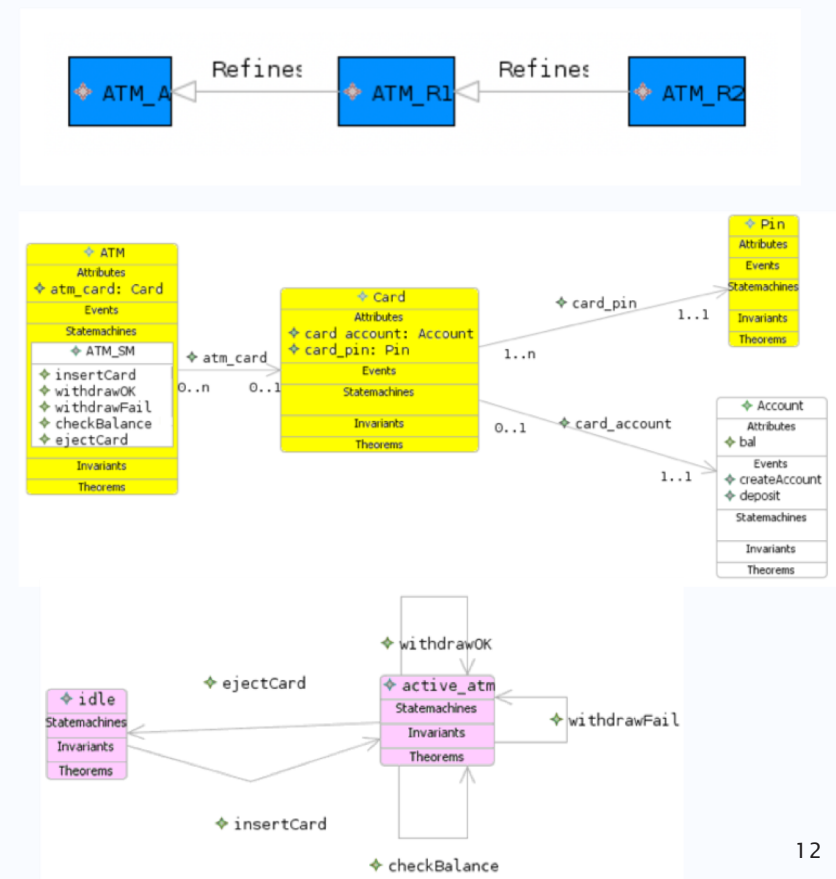 Refines
Refines
ATM_A
ATM_R1
ATM_R2
ATM
Attributes
atm_card: Card
Events
Statemachines
ATM_SM
insertCard
withdrawOK
withdrawFail
checkBalance
ejectCard
Invariants
Theorems
atm_card
0..n
0..1
Card
Attributes
card_account: Account
card_pin: Pin
Events
Statemachines
Invariants
Theorems
card_pin
1..n
1..1
Pin
Attributes
Events
Statemachines
Invariants
Theorems
card_account
0..1
1..1
Account
Attributes
bal
Events
createAccount
deposit
Statemachines
Invariants
Theorems
withdrawOK
ejectCard
idle
Statemachines
Invariants
Theorems
active_atm
Statemachines
Invariants
Theorems
withdrawFail
insertCard
checkBalance
12